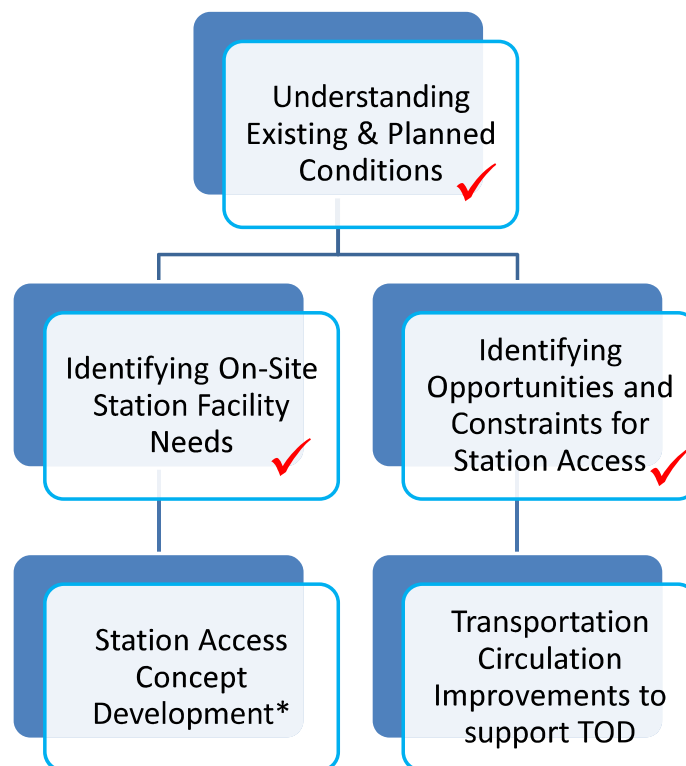 Understanding
Existing & Planned
Conditions
Identifying On-Site
Station Facility
Needs
Identifying
Opportunities and
Constraints for
Station Access
Station Access
Concept
Development*
Transportation
Circulation
Improvements to
support TOD